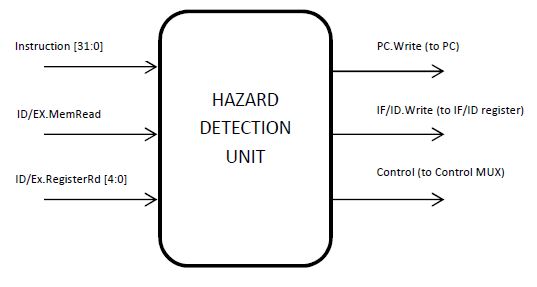 Instruction [31:0]
PC.Write (to PC)
ID/EX.MemRead
HAZARD
DETECTION
UNIT
IF/ID.Write (to IF/ID register)
ID/Ex.RegisterRd [4:0]
Control (to Control MUX)